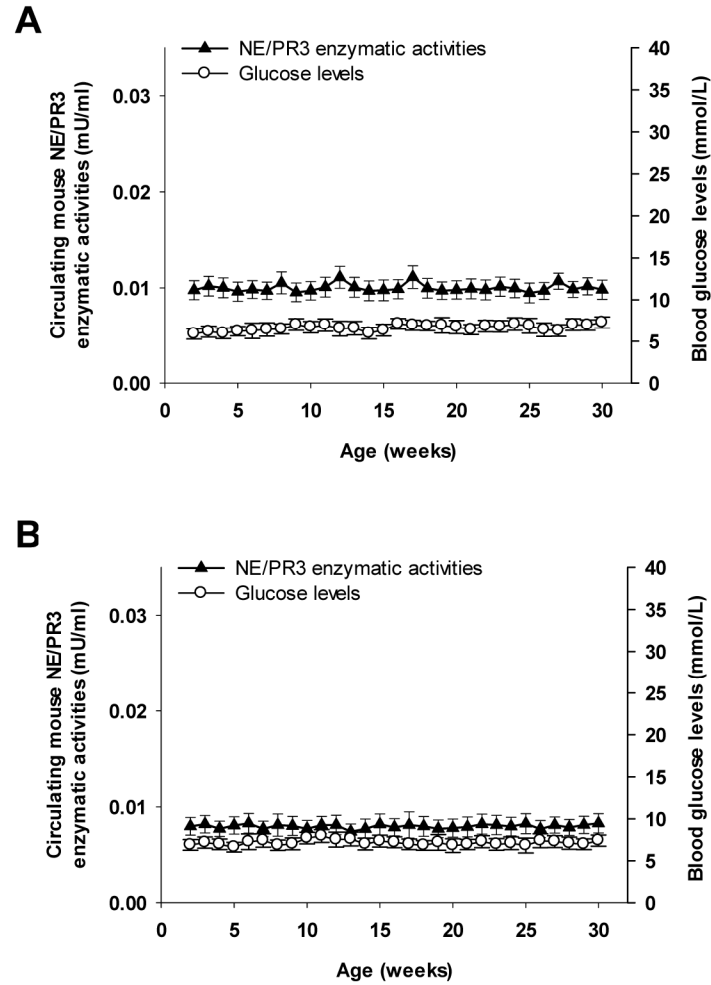 A
NE/PR3 enzymatic activities
Glucose levels
Circulating mouse NE/PR3
enzymatic activities (mU/ml)
0.03
0.02
0.01
0.00
40
35
30
25
20
15
10
5
0
Blood glucose levels (mmol/L)
0 5 10 15 20 25 30
Age (weeks)
B
NE/PR3 enzymatic activities
Glucose levels
Circulating mouse NE/PR3
enzymatic activities (mU/ml)
0.03
0.02
0.01
0.00
40
35
30
25
20
15
10
5
0
Blood glucose levels (mmol/L)
0 5 10 15 20 25 30
Age (weeks)